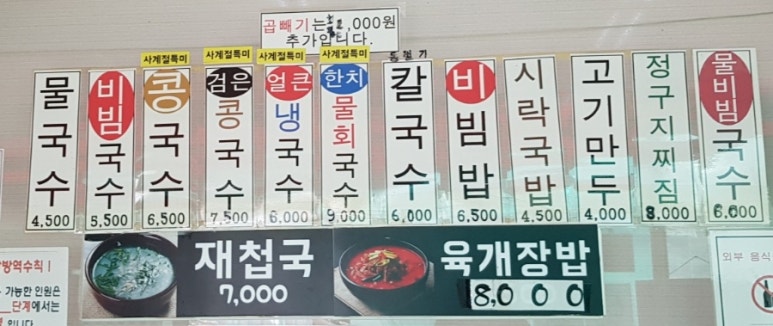 곱빼기는 ,000원
추가입니다.
사계절특미
사계절특미
사계절특미
사계절특미
물국수
4,500
비빔국수
5,500
콩국수
6,500
검은콩국수
7,500
얼큰냉국수
6,000
한치물회국수
9,000
칼국수
6,000
비빔밥
6,500
시락국밥
4,500
고기만두
4,000
정구지찌짐
8,000
물비빔국수
6,000
재첩국
7,000
육개장밥
8,000
방역수칙
가능한 인원은
단계에서는
외부 음식